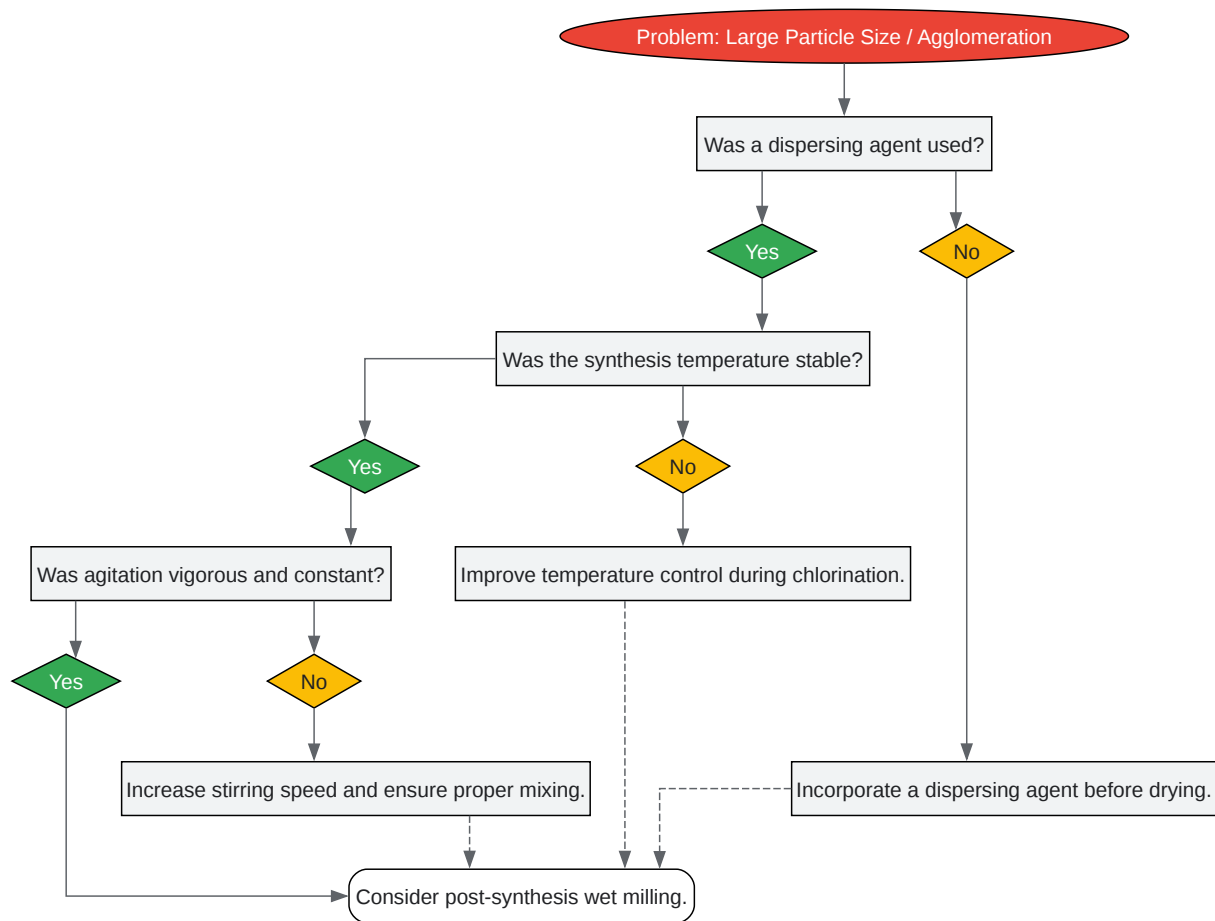 Problem: Large Particle Size / Agglomeration
Was a dispersing agent used?
Yes
No
Was the synthesis temperature stable?
Yes
No
Was agitation vigorous and constant?
Improve temperature control during chlorination.
Yes
No
Increase stirring speed and ensure proper mixing.
Incorporate a dispersing agent before drying.
Consider post-synthesis wet milling.